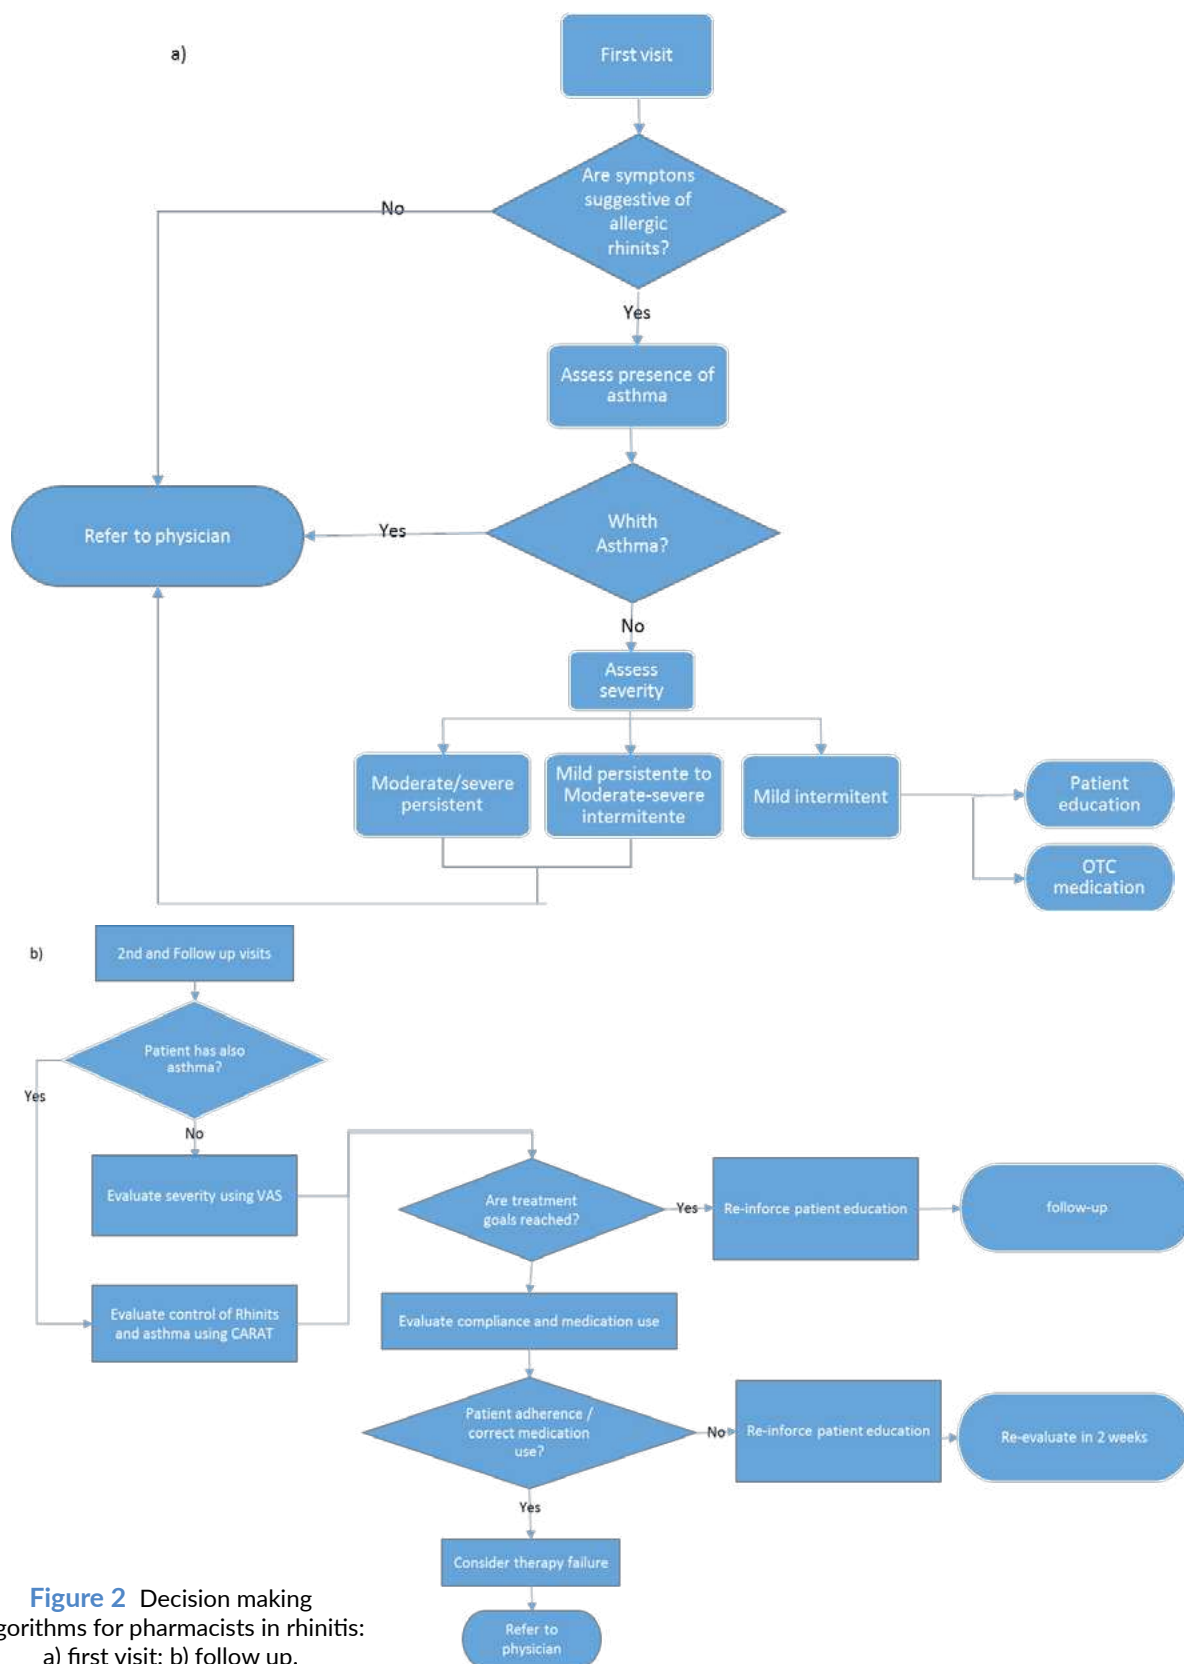 a)
First visit
Are symptons
suggestive of
allergic
rhinits?
No
Yes
Assess presence of
asthma
Whith
Asthma?
Yes
Refer to physician
No
Assess
severity
Moderate/severe
persistent
Mild persistente to
Moderate-severe
intermitente
Mild intermitent
Patient
education
OTC
medication
b)
2nd and Follow up visits
Patient has also
asthma?
Yes
No
Evaluate severity using VAS
Evaluate control of Rhinits
and asthma using CARAT
Are treatment
goals reached?
Yes
Re-inforce patient education
follow-up
Evaluate compliance and medication use
Patient adherence /
correct medication
use?
No
Re-inforce patient education
Re-evaluate in 2 weeks
Yes
Consider therapy failure
Refer to
physician
Figure 2 Decision making
gorithms for pharmacists in rhinitis:
a) first visit; b) follow up.